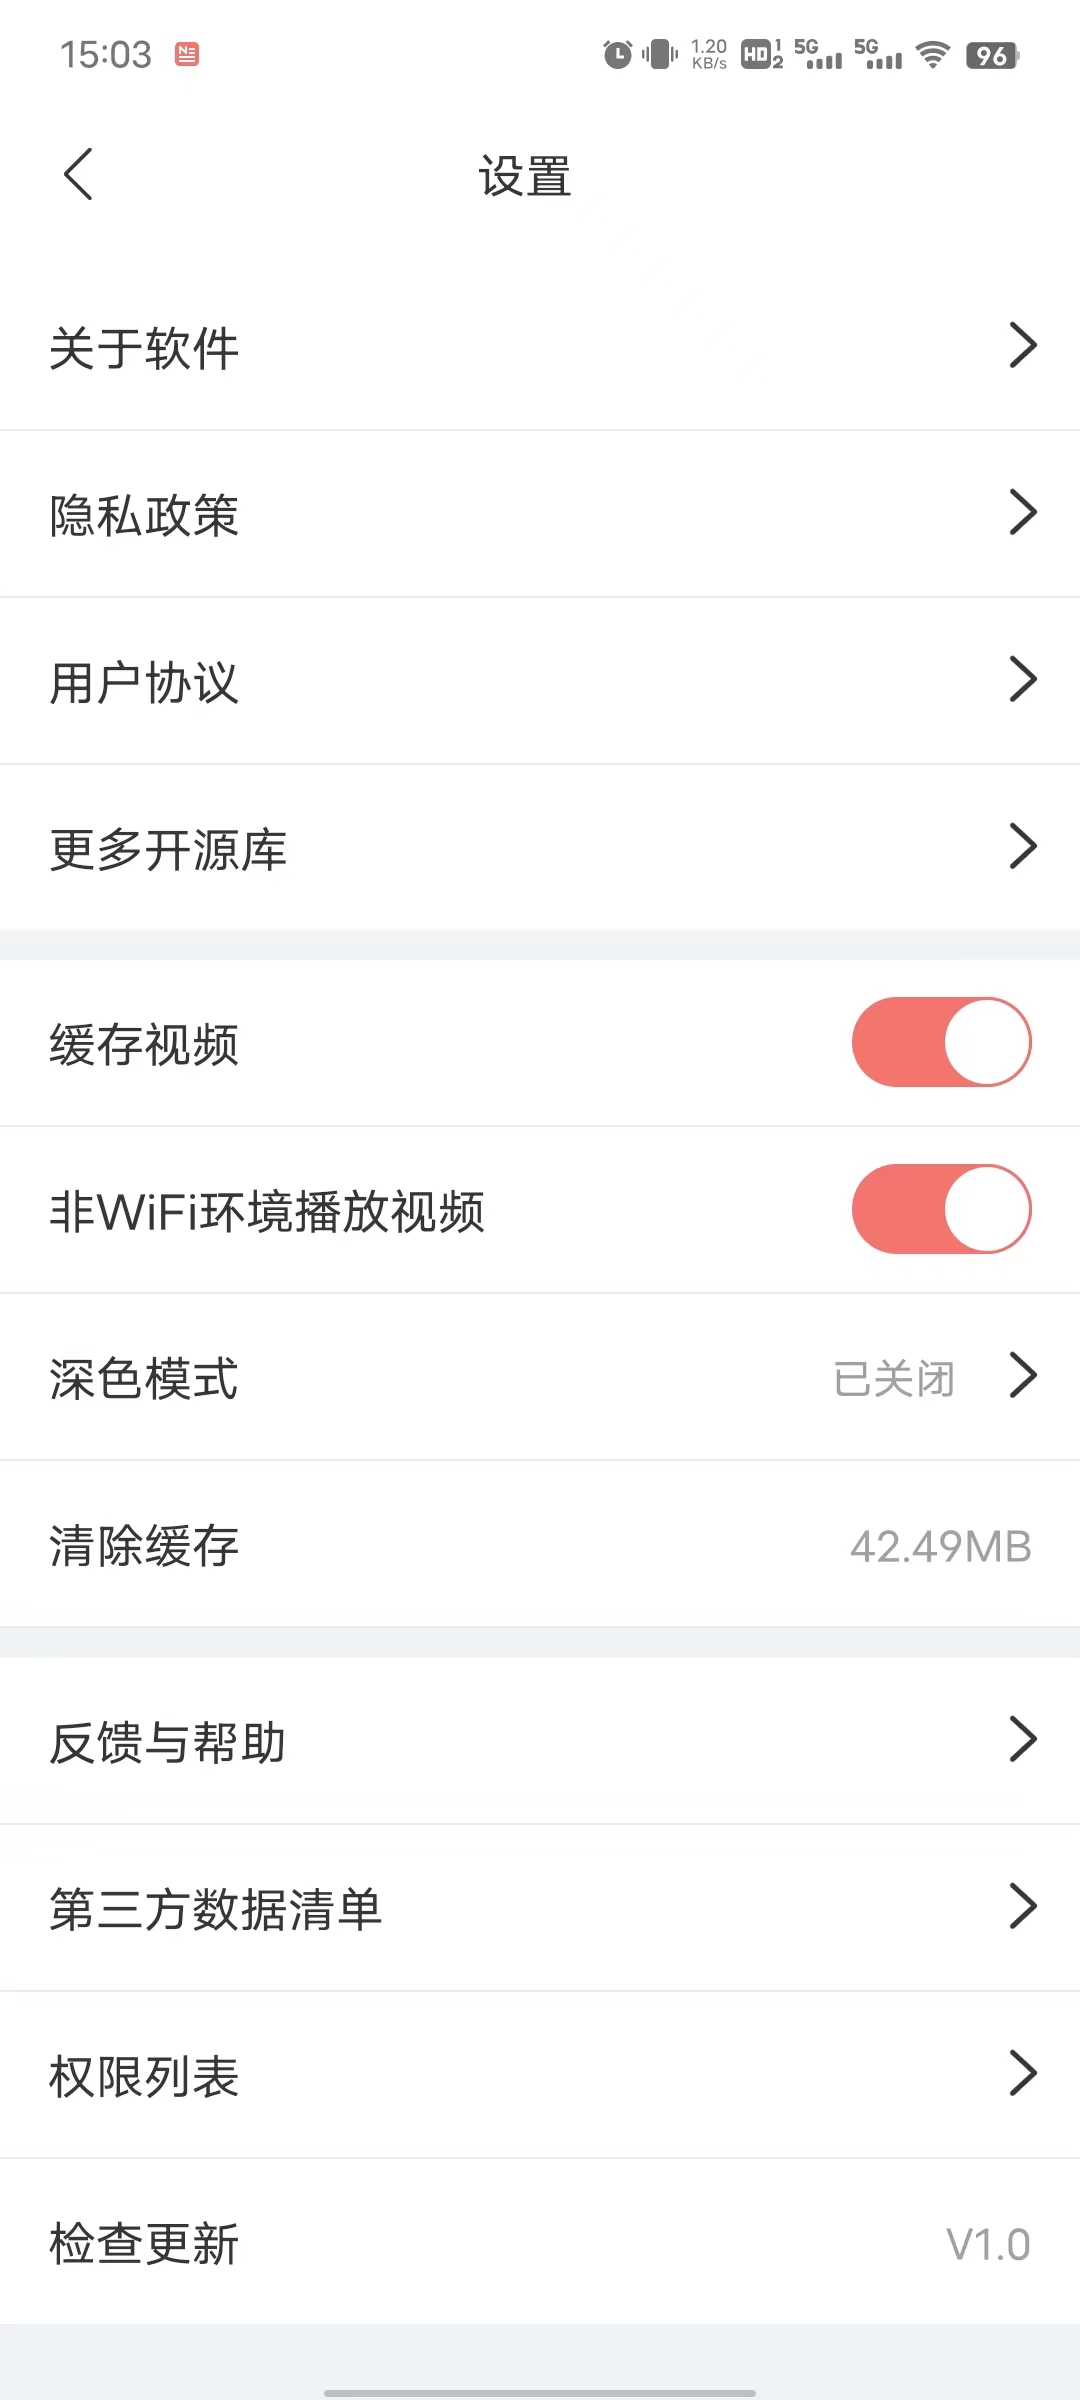 15:03
1.20 KB/s HD 1 2 5G 5G 96
设置
关于软件
隐私政策
用户协议
更多开源库
缓存视频
非WiFi环境播放视频
深色模式 已关闭
清除缓存 42.49MB
反馈与帮助
第三方数据清单
权限列表
检查更新 V1.0